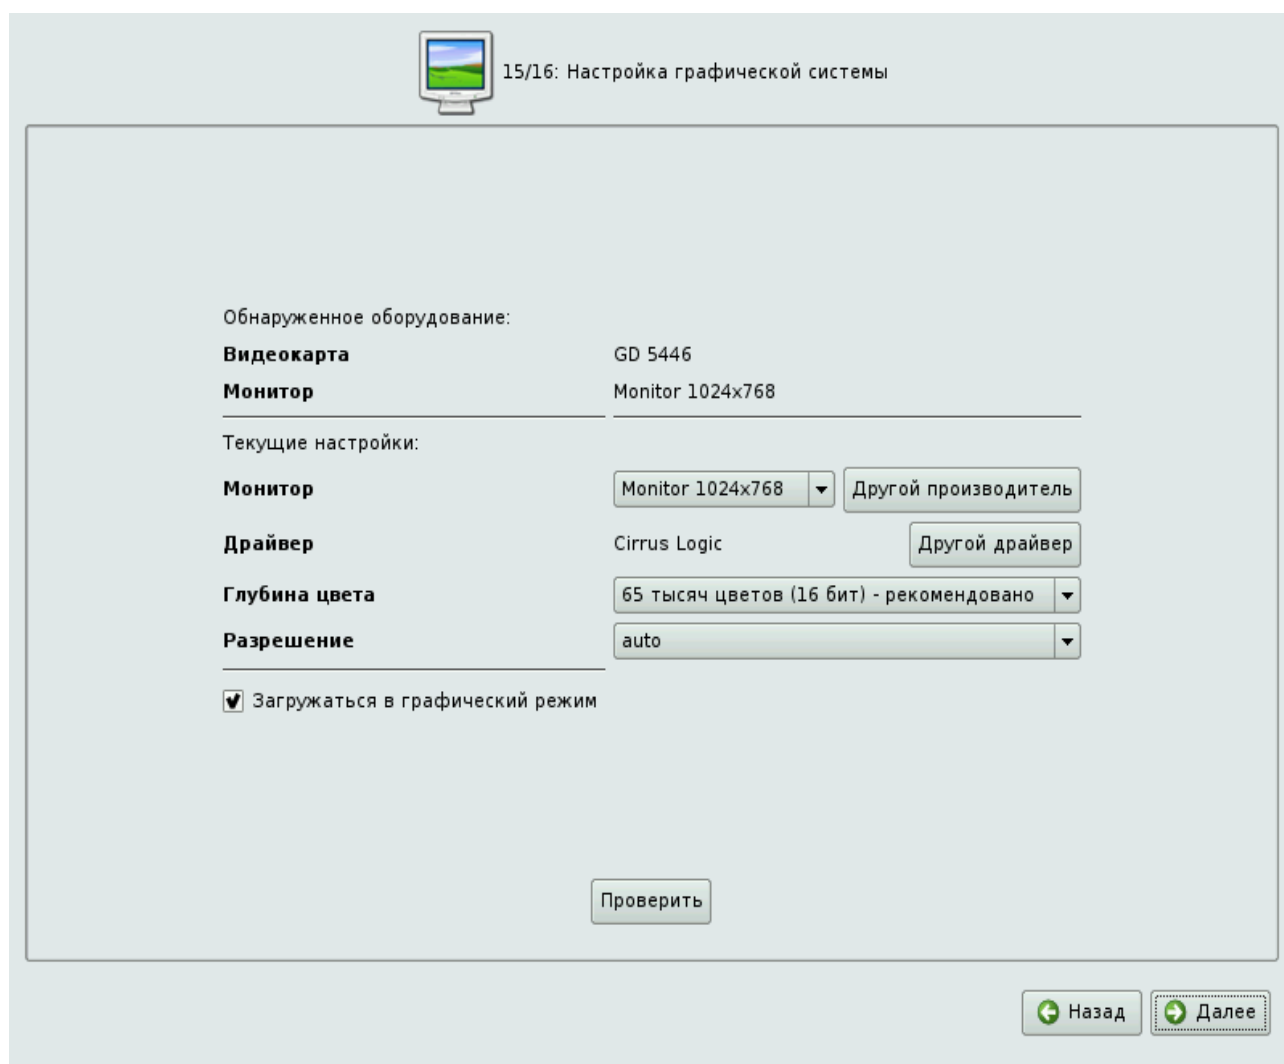 15/16: Настройка графической системы
Обнаруженное оборудование:
Видеокарта GD 5446
Монитор Monitor 1024x768
Текущие настройки:
Монитор Monitor 1024x768 Другой производитель
Драйвер Cirrus Logic Другой драйвер
Глубина цвета 65 тысяч цветов (16 бит) - рекомендовано
Разрешение auto
Загружаться в графический режим
Проверить
Назад Далее